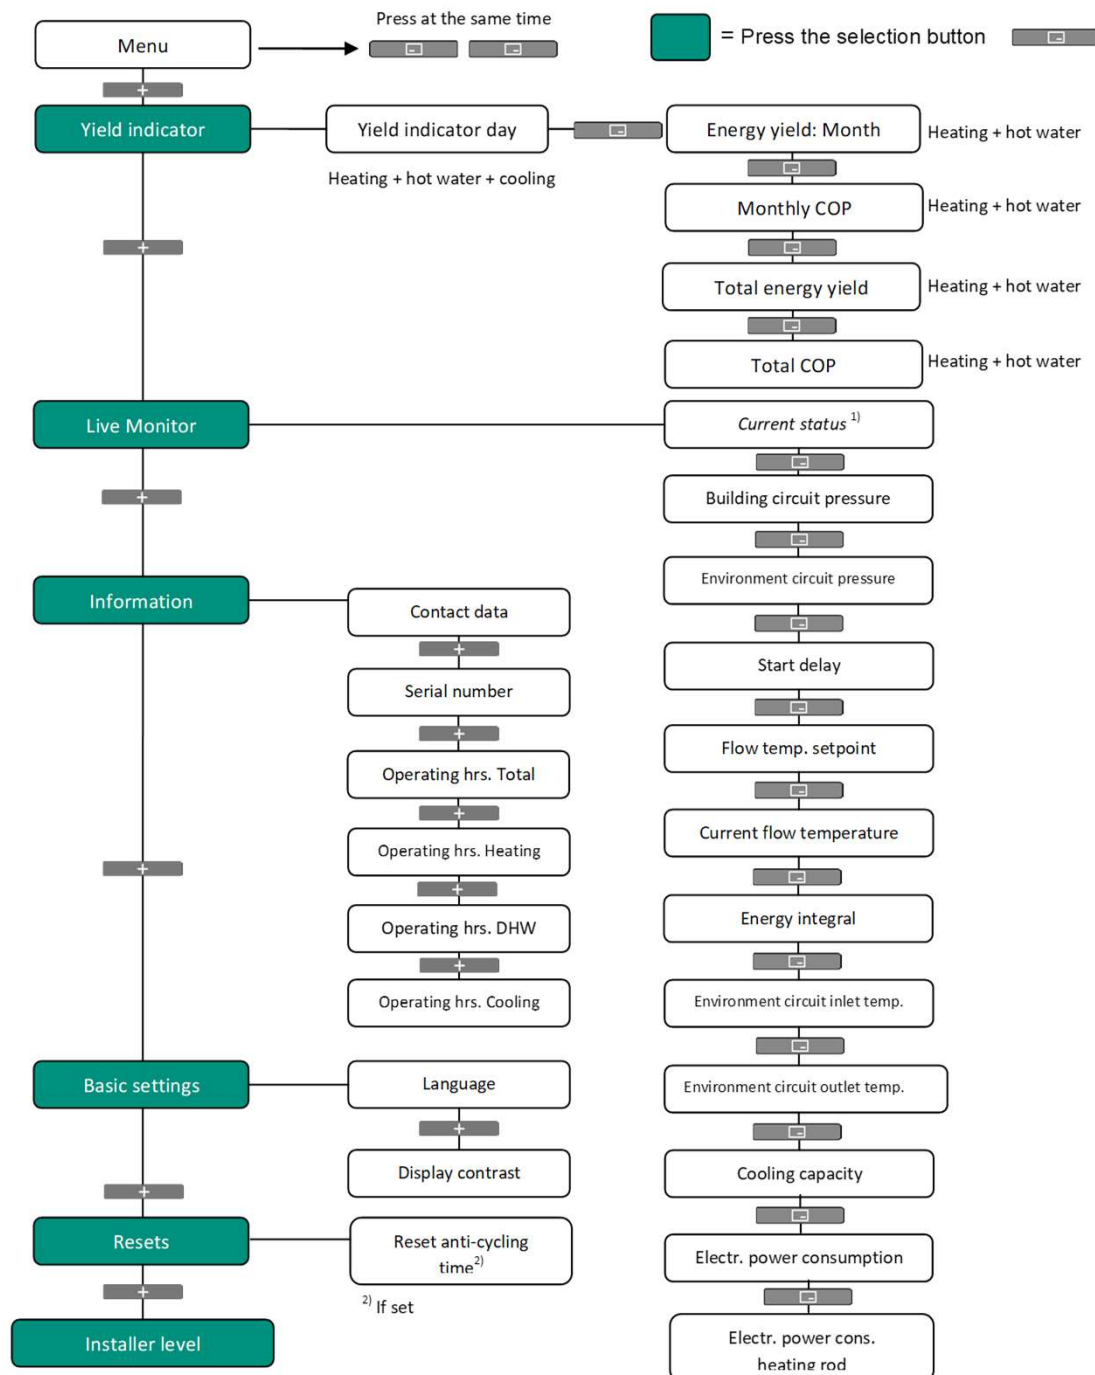 Press at the same time
Menu
= Press the selection button
Yield indicator
Yield indicator day
Energy yield: Month
Heating + hot water
Heating + hot water + cooling
Monthly COP
Heating + hot water
Total energy yield
Heating + hot water
Total COP
Heating + hot water
Live Monitor
Current status 1)
Building circuit pressure
Environment circuit pressure
Information
Contact data
Start delay
Serial number
Flow temp. setpoint
Operating hrs. Total
Current flow temperature
Operating hrs. Heating
Energy integral
Operating hrs. DHW
Environment circuit inlet temp.
Operating hrs. Cooling
Basic settings
Language
Environment circuit outlet temp.
Display contrast
Cooling capacity
Resets
Reset anti-cycling
time2)
Electr. power consumption
2) If set
Installer level
Electr. power cons.
heating rod